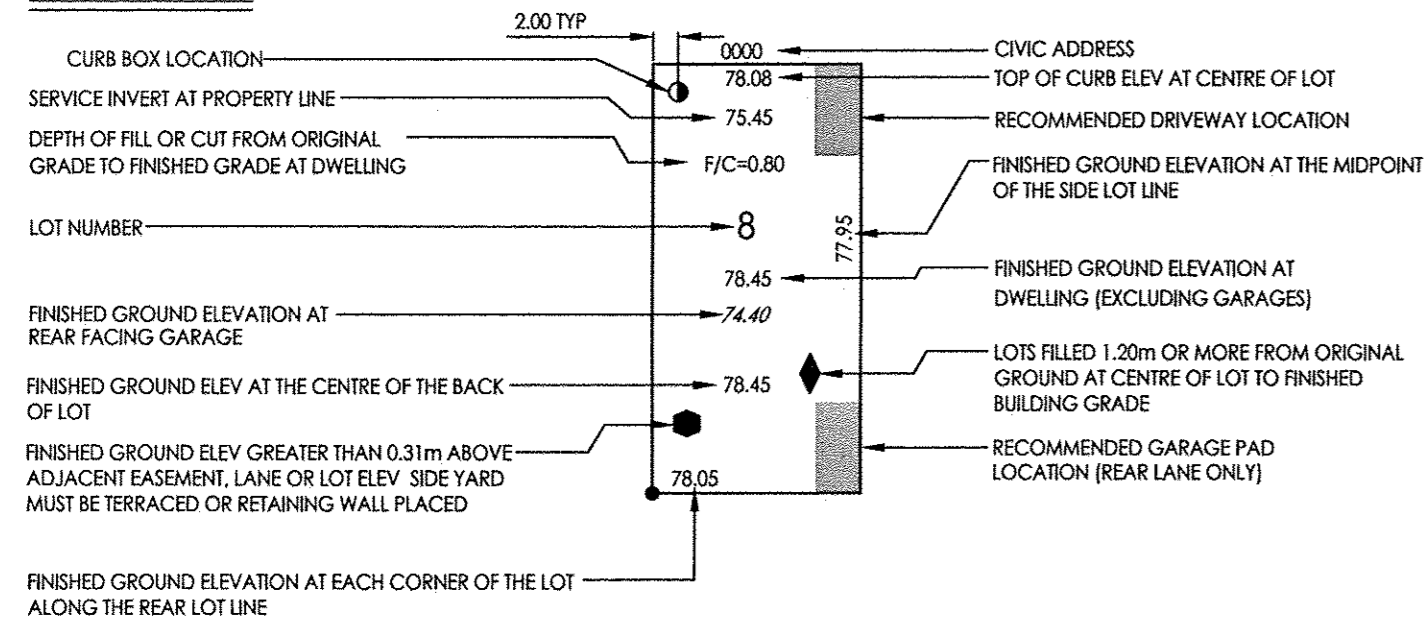 2.00 TYP
0000
CIVIC ADDRESS
CURB BOX LOCATION
78.08
TOP OF CURB ELEV AT CENTRE OF LOT
SERVICE INVERT AT PROPERTY LINE
75.45
RECOMMENDED DRIVEWAY LOCATION
DEPTH OF FILL OR CUT FROM ORIGINAL
GRADE TO FINISHED GRADE AT DWELLING
F/C=0.80
FINISHED GROUND ELEVATION AT THE MIDPOINT
OF THE SIDE LOT LINE
LOT NUMBER
8
77.95
78.45
FINISHED GROUND ELEVATION AT
DWELLING (EXCLUDING GARAGES)
FINISHED GROUND ELEVATION AT
REAR FACING GARAGE
74.40
LOTS FILLED 1.20m OR MORE FROM ORIGINAL
GROUND AT CENTRE OF LOT TO FINISHED
BUILDING GRADE
FINISHED GROUND ELEV AT THE CENTRE OF THE BACK
OF LOT
78.45
FINISHED GROUND ELEV GREATER THAN 0.31m ABOVE
ADJACENT EASEMENT, LANE OR LOT ELEV SIDE YARD
MUST BE TERRACED OR RETAINING WALL PLACED
RECOMMENDED GARAGE PAD
LOCATION (REAR LANE ONLY)
78.05
FINISHED GROUND ELEVATION AT EACH CORNER OF THE LOT
ALONG THE REAR LOT LINE